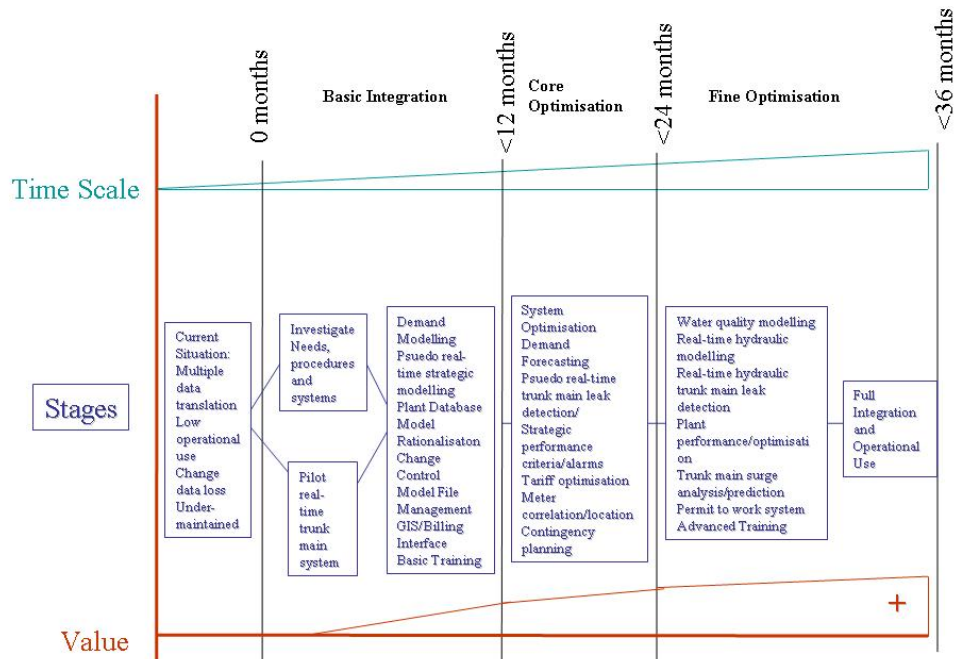 0 months
Basic Integration
<12 months
Core
Optimisation
<24 months
Fine Optimisation
<36 months
Time Scale
Stages
Current
Situation:
Multiple
data
translation
Low
operational
use
Change
data loss
Under-
maintained
Investigate
Needs,
procedures
and
systems
Pilot
real-
time
trunk
main
system
Demand
Modelling
Psuedo real-
time strategic
modelling
Plant Database
Model
Rationalisaton
Change
Control
Model File
Management
GIS/Billing
Interface
Basic Training
System
Optimisation
Demand
Forecasting
Psuedo real-time
trunk main leak
detection/
Strategic
performance
criteria/alarms
Tariff optimisation
Meter
correlation/location
Contingency
planning
Water quality modelling
Real-time hydraulic
modelling
Real-time hydraulic
trunk main leak
detection
Plant
performance/optimisati
on
Trunk main surge
analysis/prediction
Permit to work system
Advanced Training
Full
Integration
and
Operational
Use
+
Value